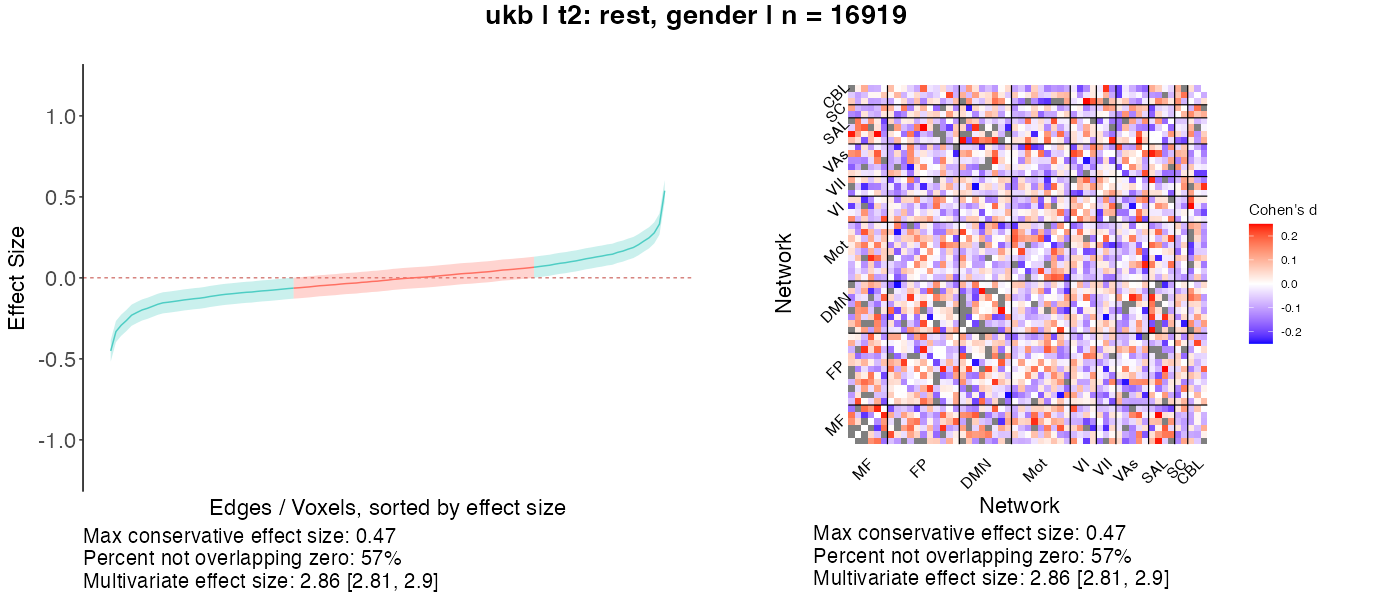 ukb | t2: rest, gender | n = 16919
Effect Size
1.0
0.5
0.0
-0.5
-1.0
Edges / Voxels, sorted by effect size
Max conservative effect size: 0.47
Percent not overlapping zero: 57%
Multivariate effect size: 2.86 [2.81, 2.9]
Network
CBL
SC
SAL
VAs
VII
VI
Mot
DMN
FP
MF
MF
FP
DMN
Mot
VI
VII
VAs
SAL
SC
CBL
Network
Max conservative effect size: 0.47
Percent not overlapping zero: 57%
Multivariate effect size: 2.86 [2.81, 2.9]
Cohen's d
0.2
0.1
0.0
-0.1
-0.2